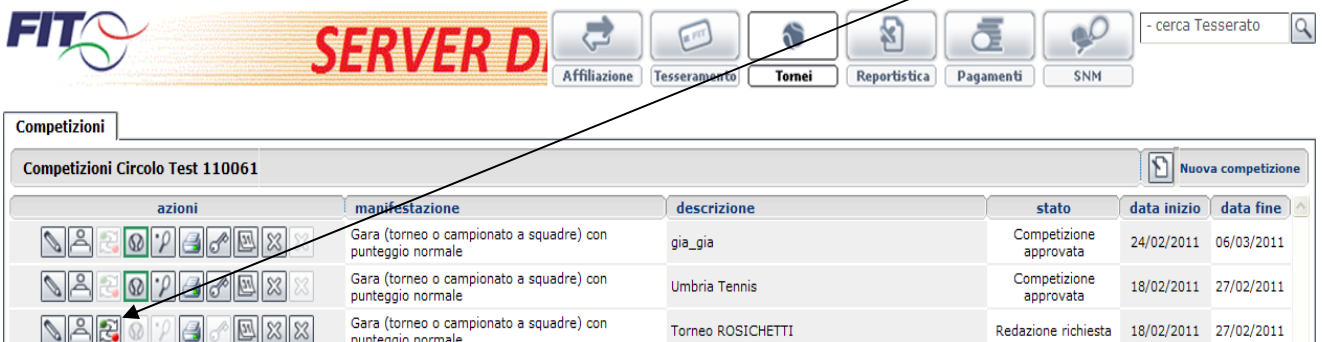 FIT
SERVER DI
- cerca Tesserato
Affiliazione Tesseramento Tornei Reportistica Pagamenti SNM
Competizioni
Competizioni Circolo Test 110061 Nuova competizione
azioni manifestazione descrizione stato data inizio data fine
Gara (torneo o campionato a squadre) con
punteggio normale
gia_gia
Competizione
approvata
24/02/2011 06/03/2011
Gara (torneo o campionato a squadre) con
punteggio normale
Umbria Tennis
Competizione
approvata
18/02/2011 27/02/2011
Gara (torneo o campionato a squadre) con
punteggio normale
Torneo ROSICHETTI
Redazione richiesta
18/02/2011 27/02/2011